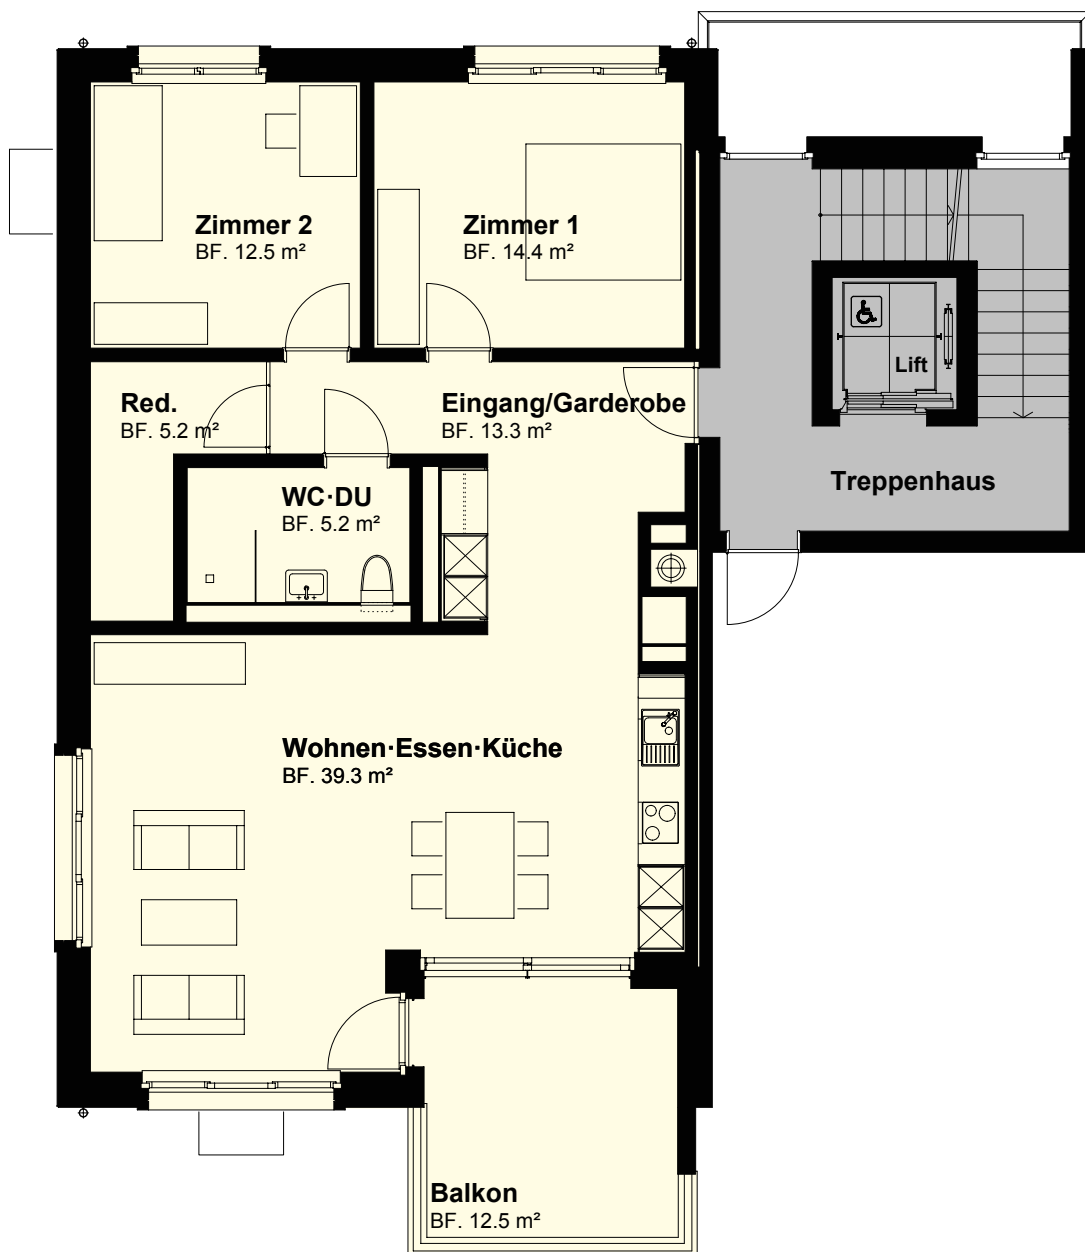 Zimmer 2
BF. 12.5 m²
Zimmer 1
BF. 14.4 m²
Lift
Red.
BF. 5.2 m²
Eingang/Garderobe
BF. 13.3 m²
Treppenhaus
WC·DU
BF. 5.2 m²
Wohnen·Essen·Küche
BF. 39.3 m²
Balkon
BF. 12.5 m²